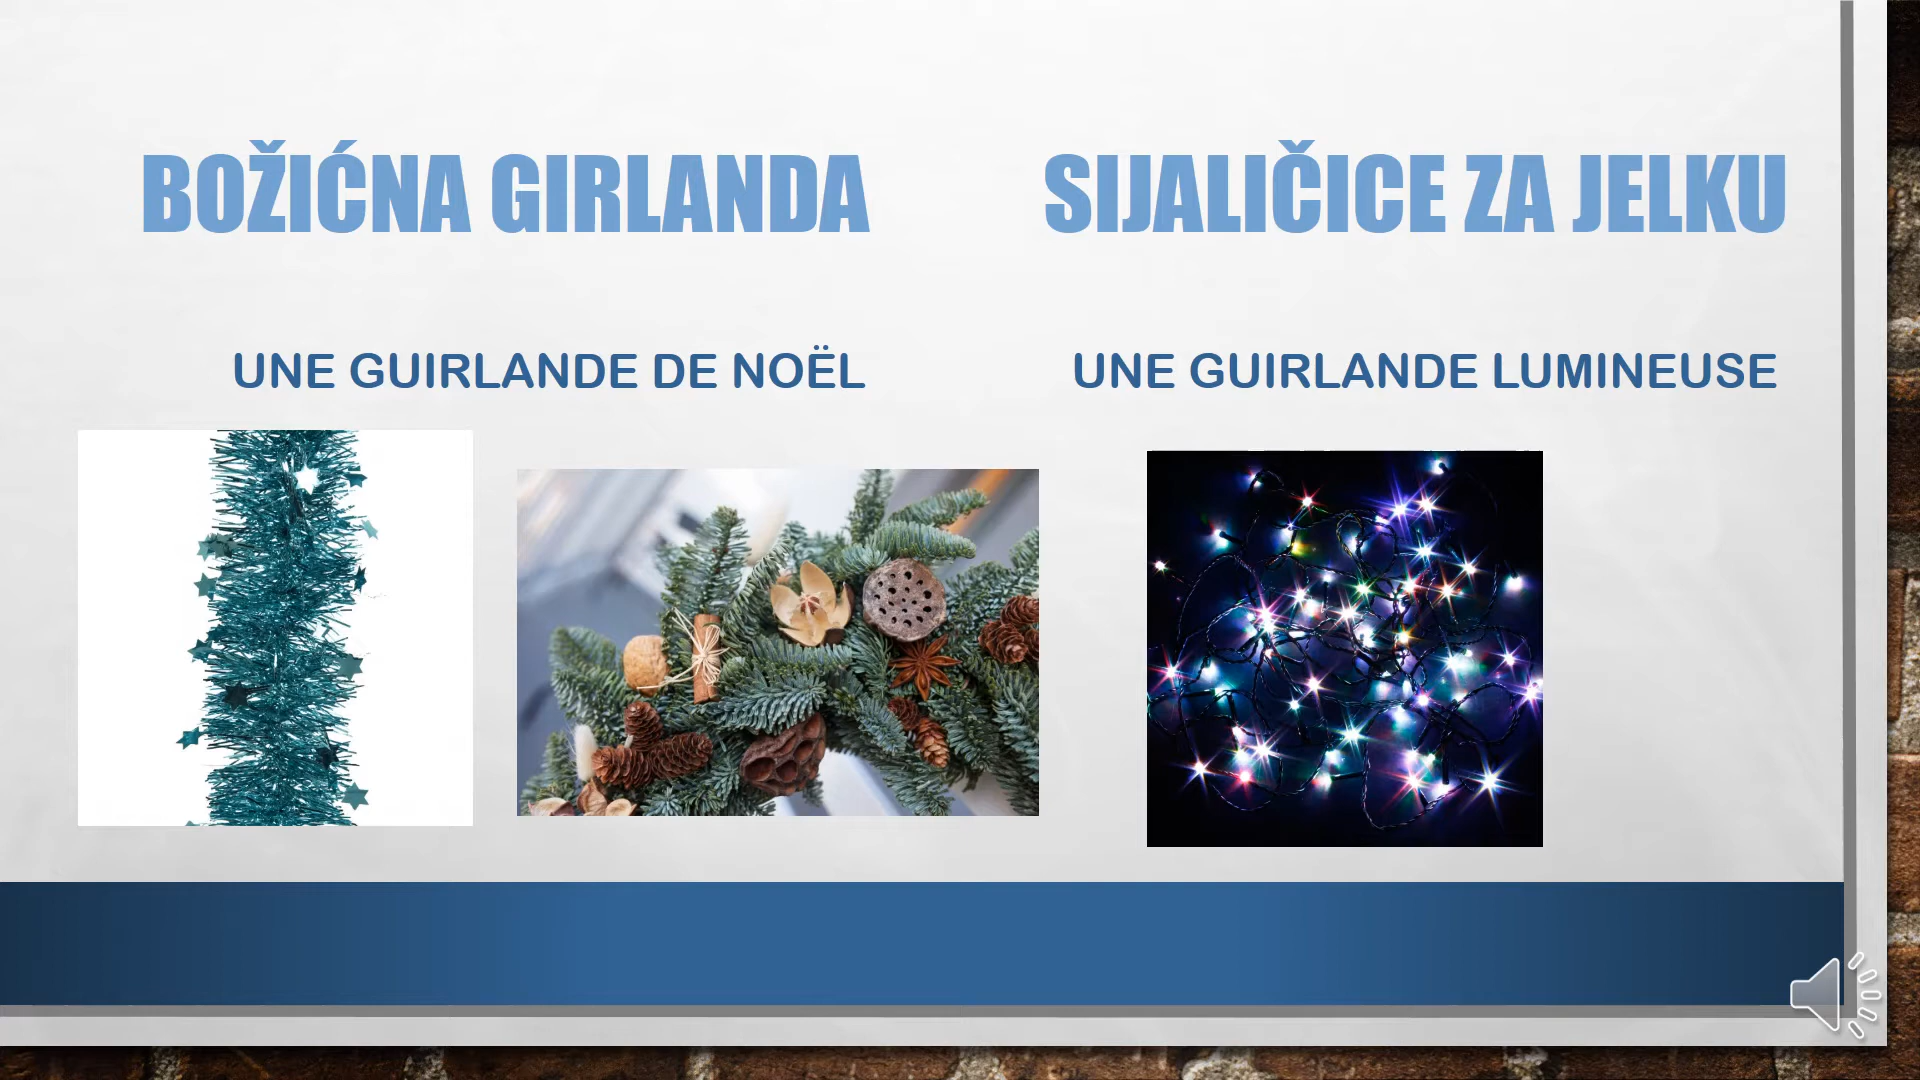 BOŽIĆNA GIRLANDA
SIJALIČICE ZA JELKU
UNE GUIRLANDE DE NOËL
UNE GUIRLANDE LUMINEUSE